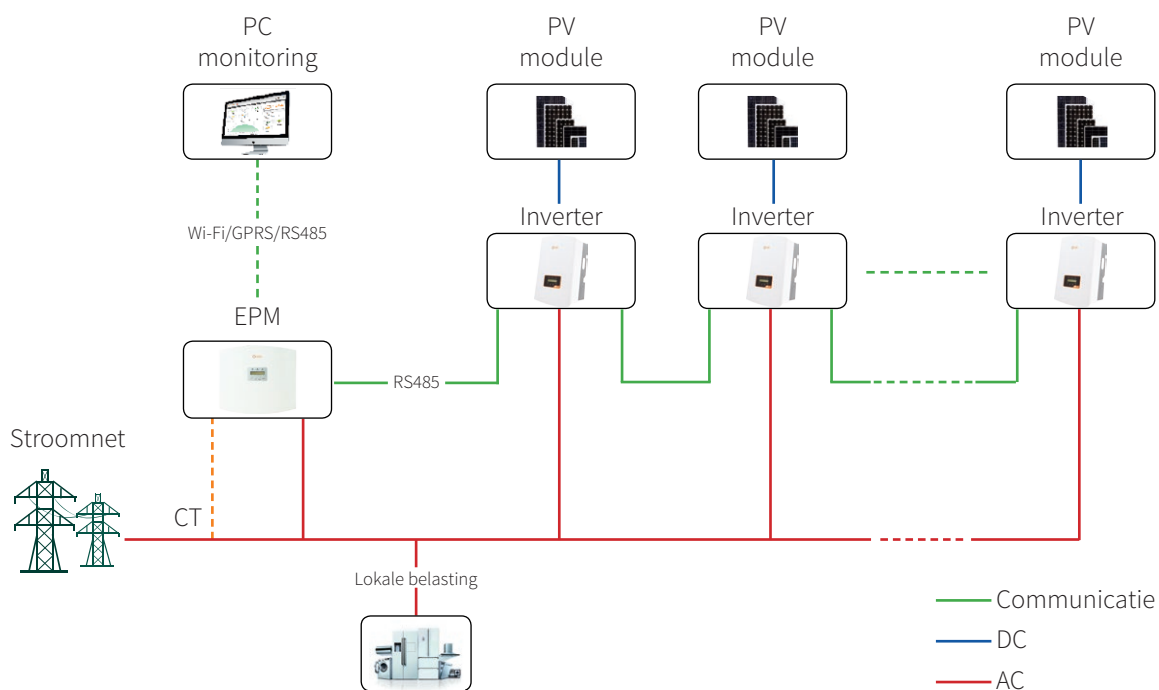 PC
monitoring
PV
module
PV
module
PV
module
Inverter
Inverter
Inverter
Wi-Fi/GPRS/RS485
EPM
RS485
Stroomnet
CT
Lokale belasting
Communicatie
DC
AC